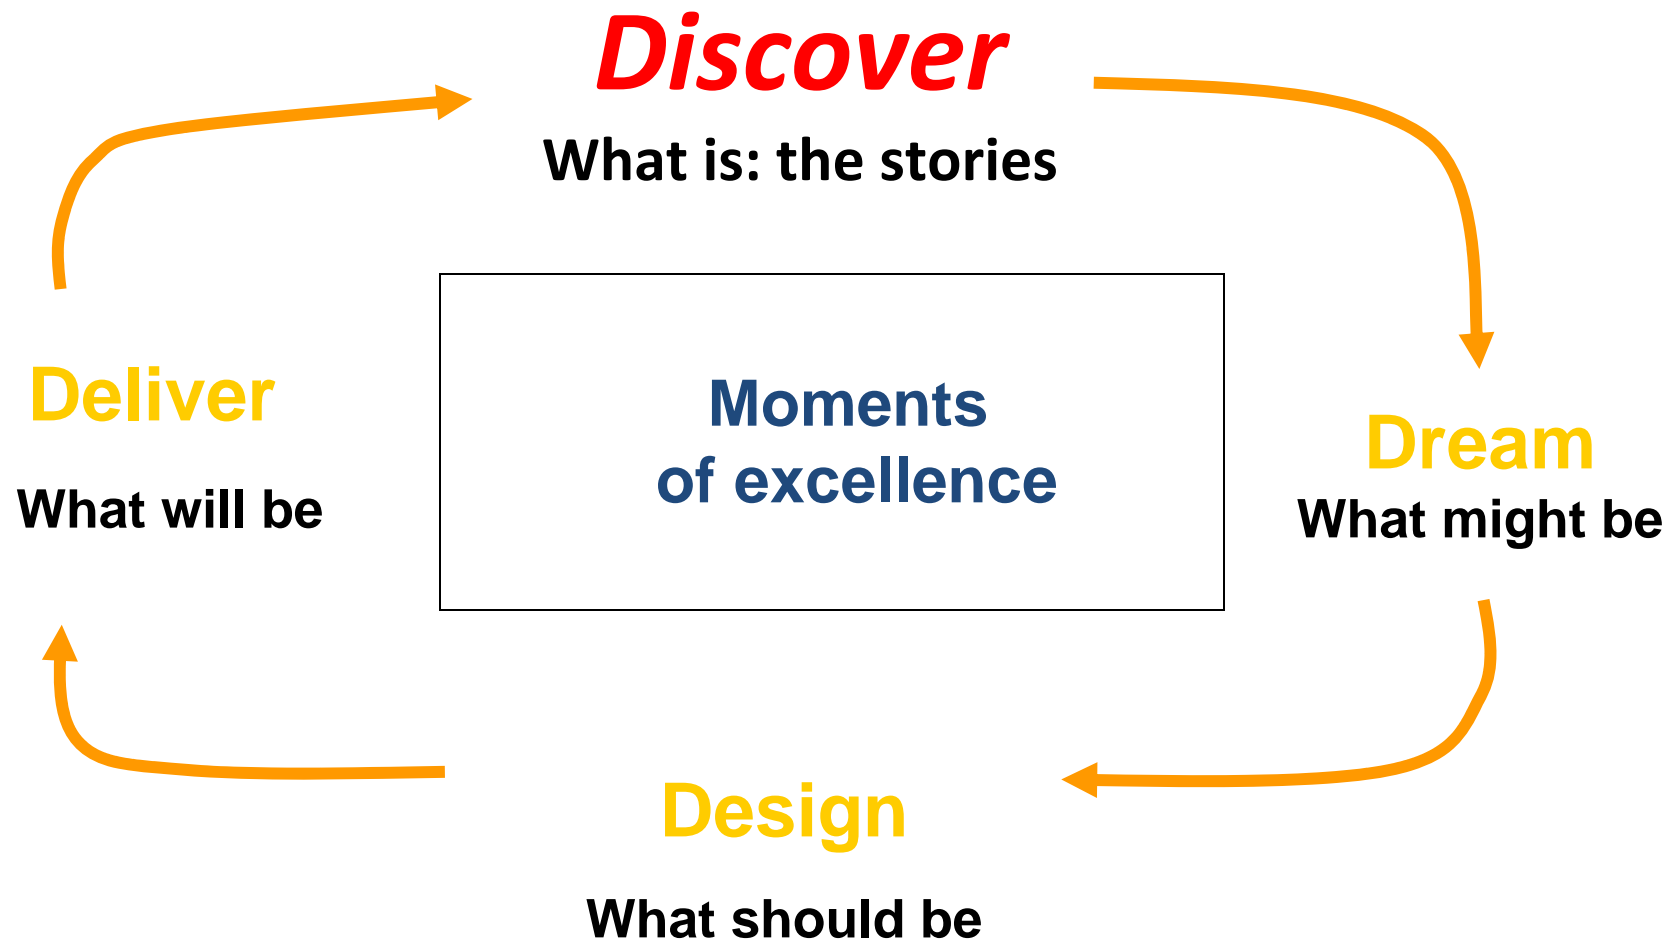 Discover
What is: the stories
Deliver
What will be
Moments
of excellence
Dream
What might be
Design
What should be